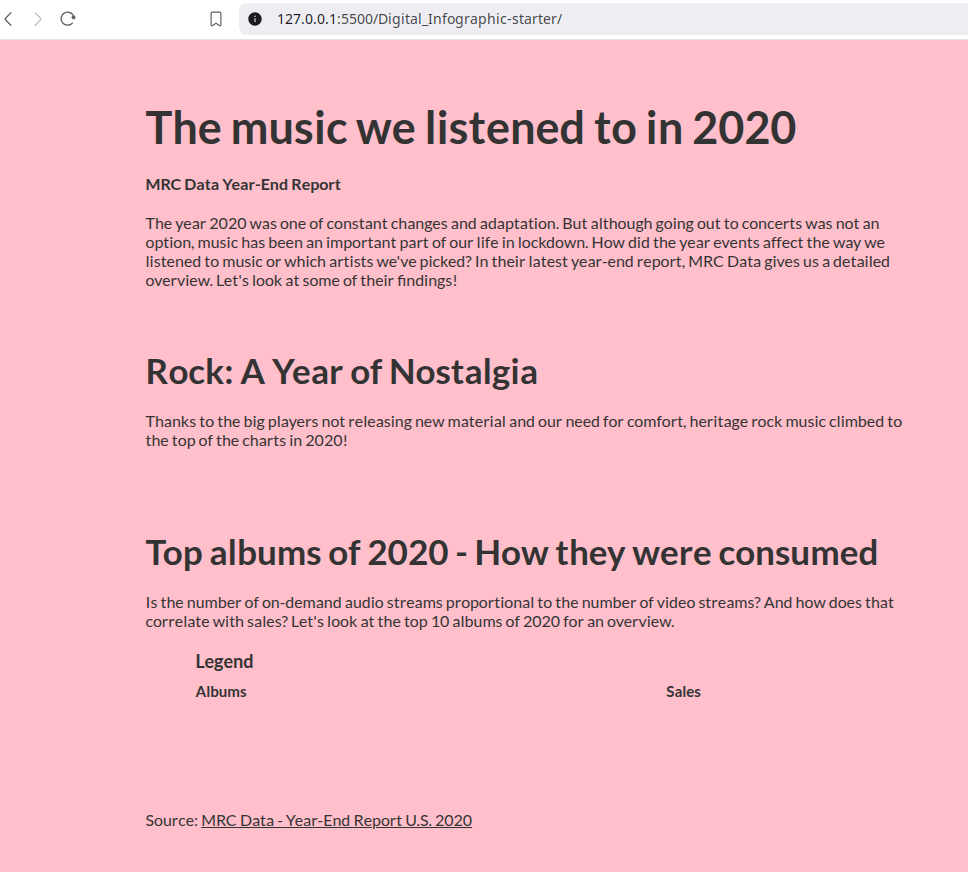 127.0.0.1:5500/Digital_Infographic-starter/
The music we listened to in 2020
MRC Data Year-End Report
The year 2020 was one of constant changes and adaptation. But although going out to concerts was not an
option, music has been an important part of our life in lockdown. How did the year events affect the way we
listened to music or which artists we've picked? In their latest year-end report, MRC Data gives us a detailed
overview. Let's look at some of their findings!
Rock: A Year of Nostalgia
Thanks to the big players not releasing new material and our need for comfort, heritage rock music climbed to
the top of the charts in 2020!
Top albums of 2020 - How they were consumed
Is the number of on-demand audio streams proportional to the number of video streams? And how does that
correlate with sales? Let's look at the top 10 albums of 2020 for an overview.
Legend
Albums Sales
Source: MRC Data - Year-End Report U.S. 2020